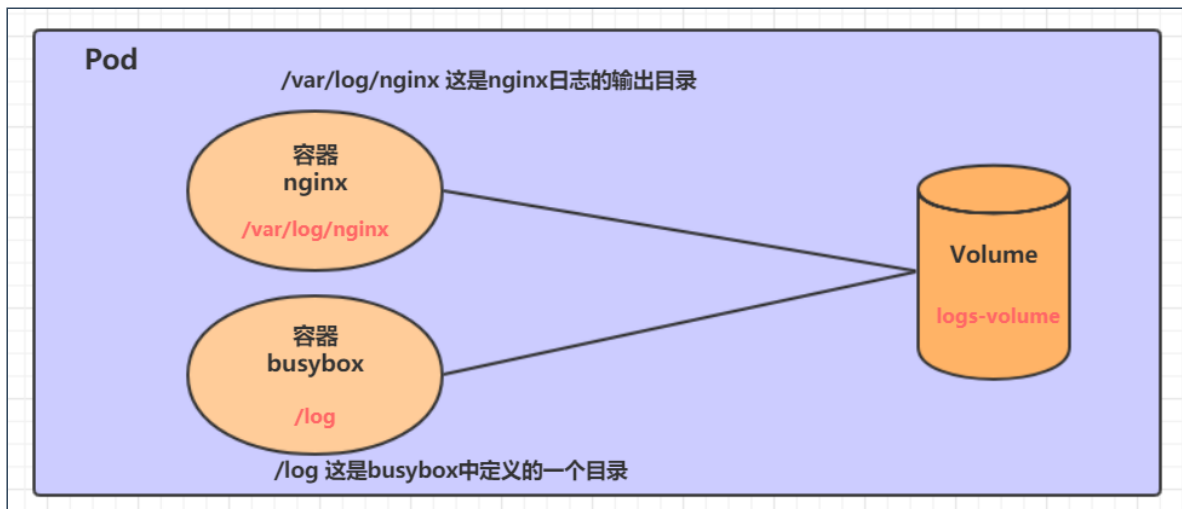 Pod
/var/log/nginx 这是nginx日志的输出目录
容器
nginx
/var/log/nginx
Volume
logs-volume
容器
busybox
/log
/log 这是busybox中定义的一个目录